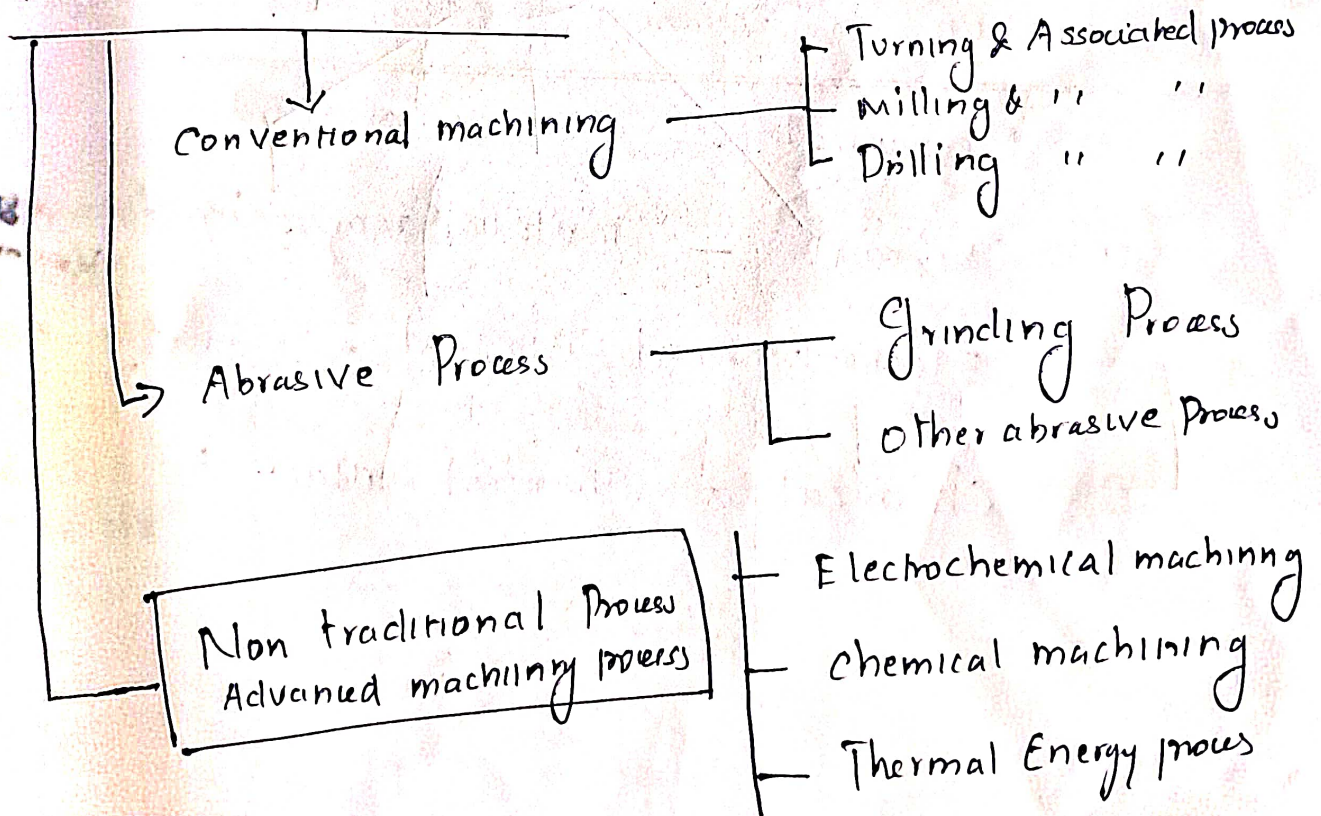 Turning & Associated process
Milling & '' ''
Drilling '' ''
Conventional machining
Abrasive Process
Grinding Process
other abrasive Process
Non traditional Process
Advanced machining process
Electrochemical machining
chemical machining
Thermal Energy process